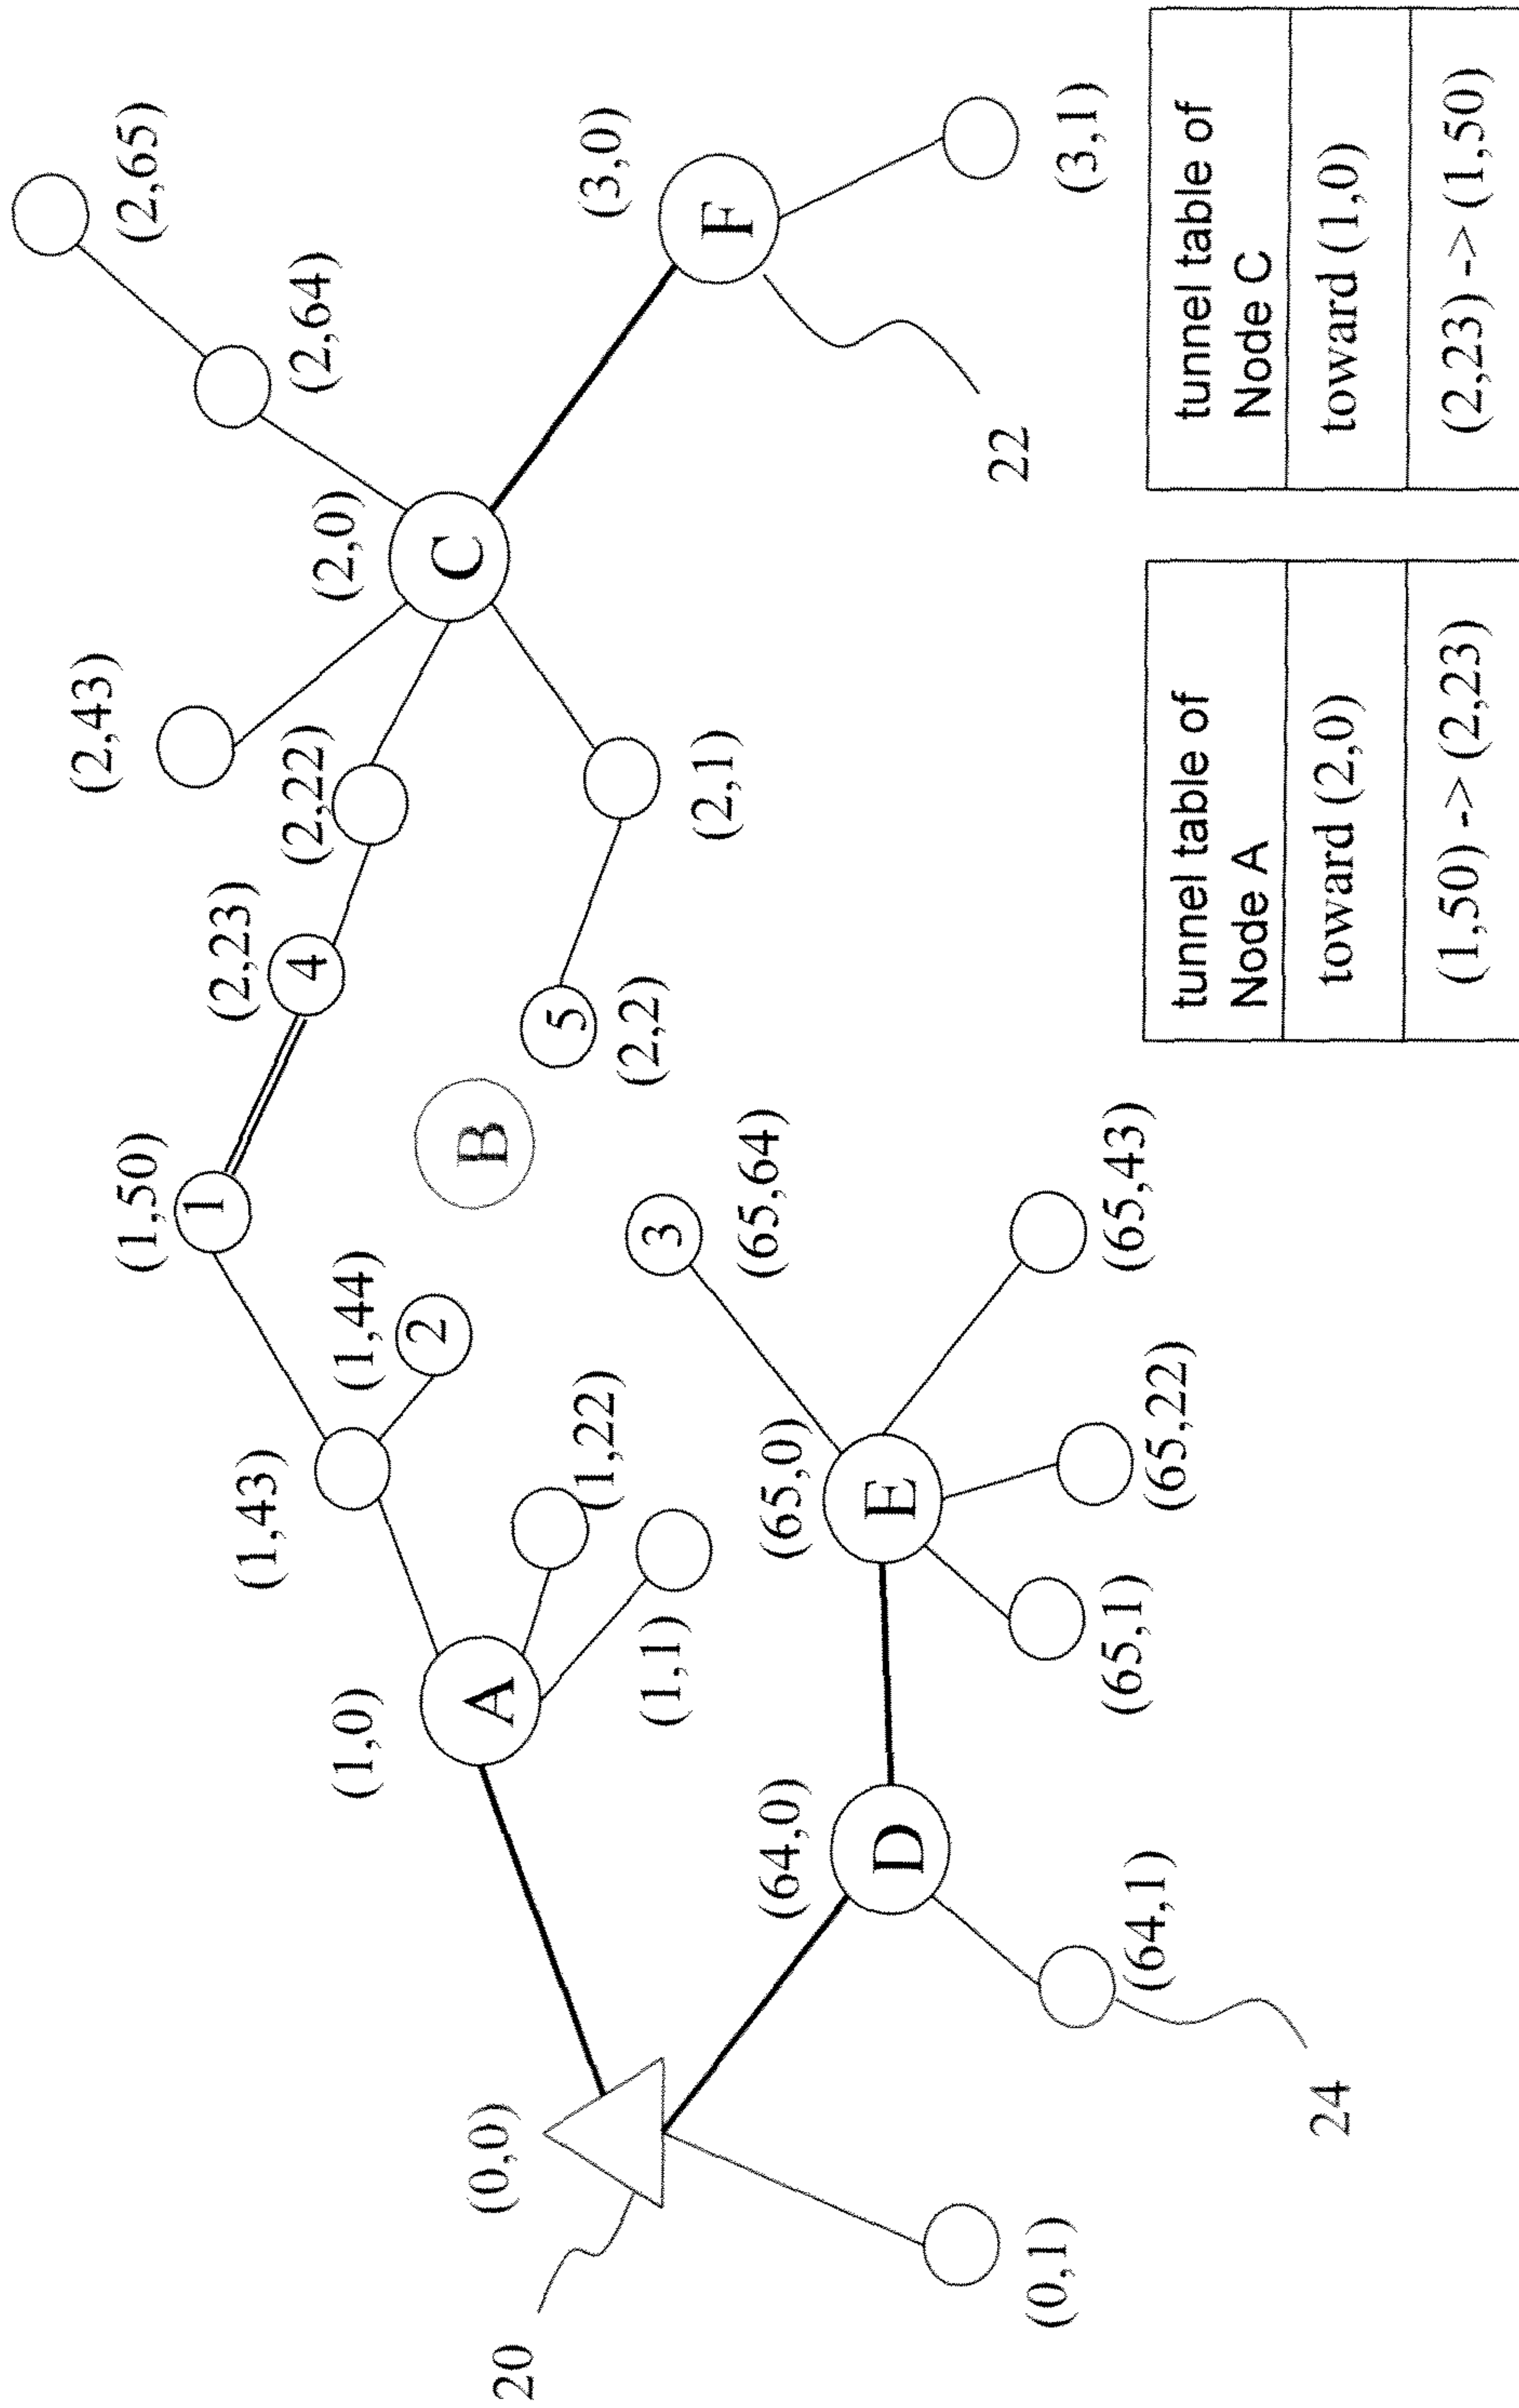 (2,65)
(2,64)
(2,43)
(2,0)
C
(2,22)
(2,23)
4
(2,1)
5
(2,2)
(3,0)
F
(3,1)
22
(1,50)
1
B
(1,44)
2
(1,43)
(1,22)
(1,1)
(1,0)
A
3
(65,64)
(65,43)
(65,0)
E
(65,22)
(65,1)
(64,0)
D
(64,1)
24
(0,0)
20
(0,1)
tunnel table of
Node A
toward (2,0)
(1,50) -> (2,23)
tunnel table of
Node C
toward (1,0)
(2,23) -> (1,50)